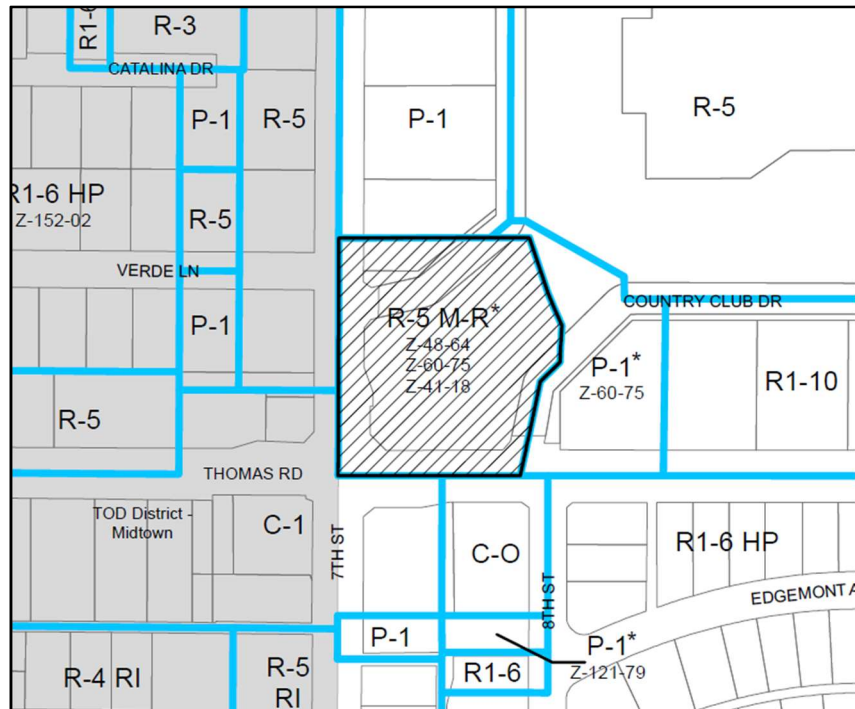 R1-6
R-3
CATALINA DR
P-1
R-5
P-1
R-5
R1-6 HP
Z-152-02
R-5
VERDE LN
P-1
R-5 M-R*
Z-48-64
Z-60-75
Z-41-18
COUNTRY CLUB DR
P-1*
Z-60-75
R1-10
R-5
THOMAS RD
TOD District -
Midtown
C-1
7TH ST
C-O
8TH ST
R1-6 HP
EDGEMONT A
P-1
P-1*
Z-121-79
R-4 RI
R-5
RI
R1-6